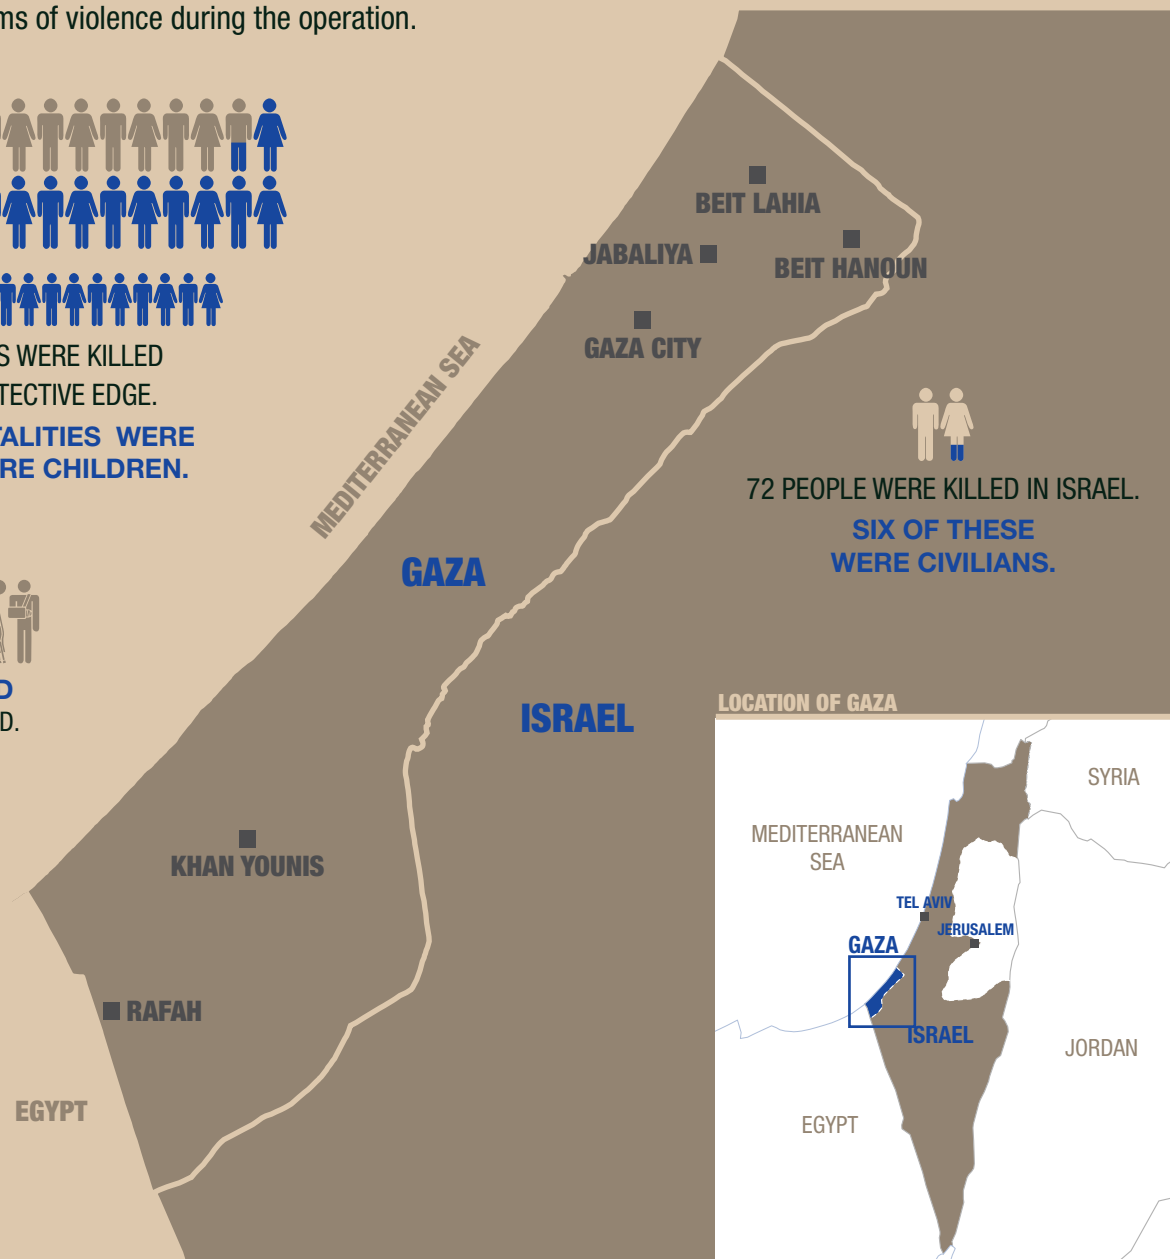 ms of violence during the operation.
BEIT LAHIA
JABALIYA
BEIT HANOUN
GAZA CITY
S WERE KILLED
TECTIVE EDGE.
TALITIES WERE
RE CHILDREN.
MEDITERRANEAN SEA
72 PEOPLE WERE KILLED IN ISRAEL.
SIX OF THESE
WERE CIVILIANS.
GAZA
D
D.
ISRAEL
KHAN YOUNIS
RAFAH
EGYPT
LOCATION OF GAZA
SYRIA
MEDITERRANEAN
SEA
TEL AVIV
JERUSALEM
GAZA
ISRAEL
JORDAN
EGYPT